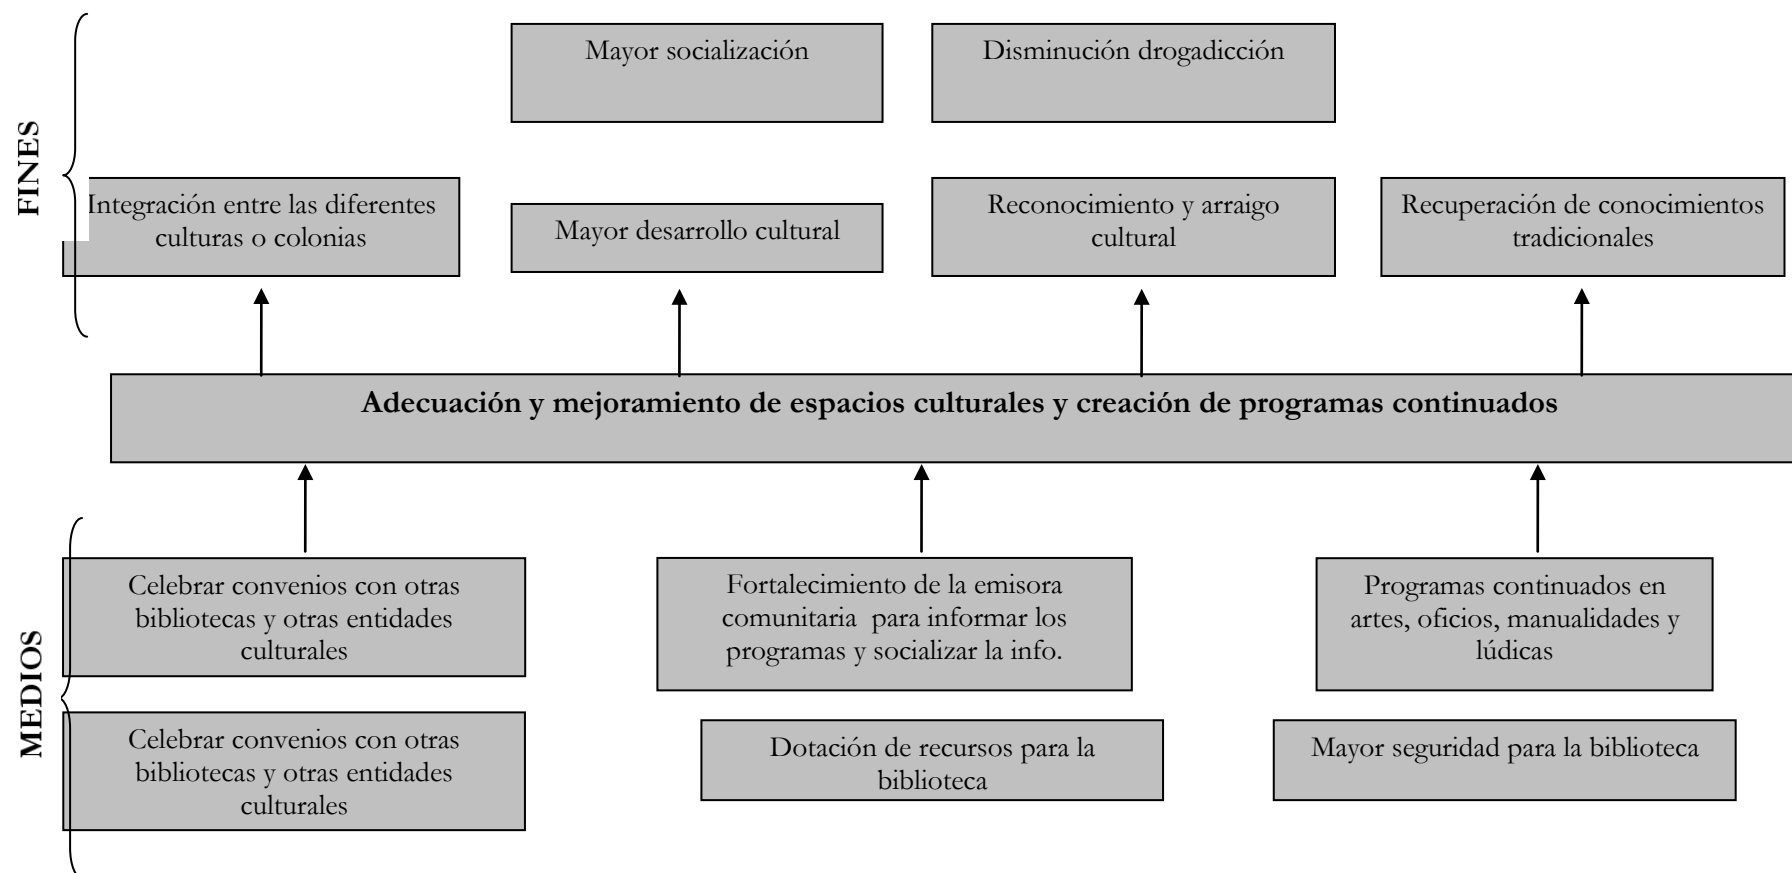 FINES
Mayor socialización
Disminución drogadicción
Integración entre las diferentes
culturas o colonias
Mayor desarrollo cultural
Reconocimiento y arraigo
cultural
Recuperación de conocimientos
tradicionales
Adecuación y mejoramiento de espacios culturales y creación de programas continuados
MEDIOS
Celebrar convenios con otras
bibliotecas y otras entidades
culturales
Fortalecimiento de la emisora
comunitaria para informar los
programas y socializar la info.
Programas continuados en
artes, oficios, manualidades y
lúdicas
Celebrar convenios con otras
bibliotecas y otras entidades
culturales
Dotación de recursos para la
biblioteca
Mayor seguridad para la biblioteca